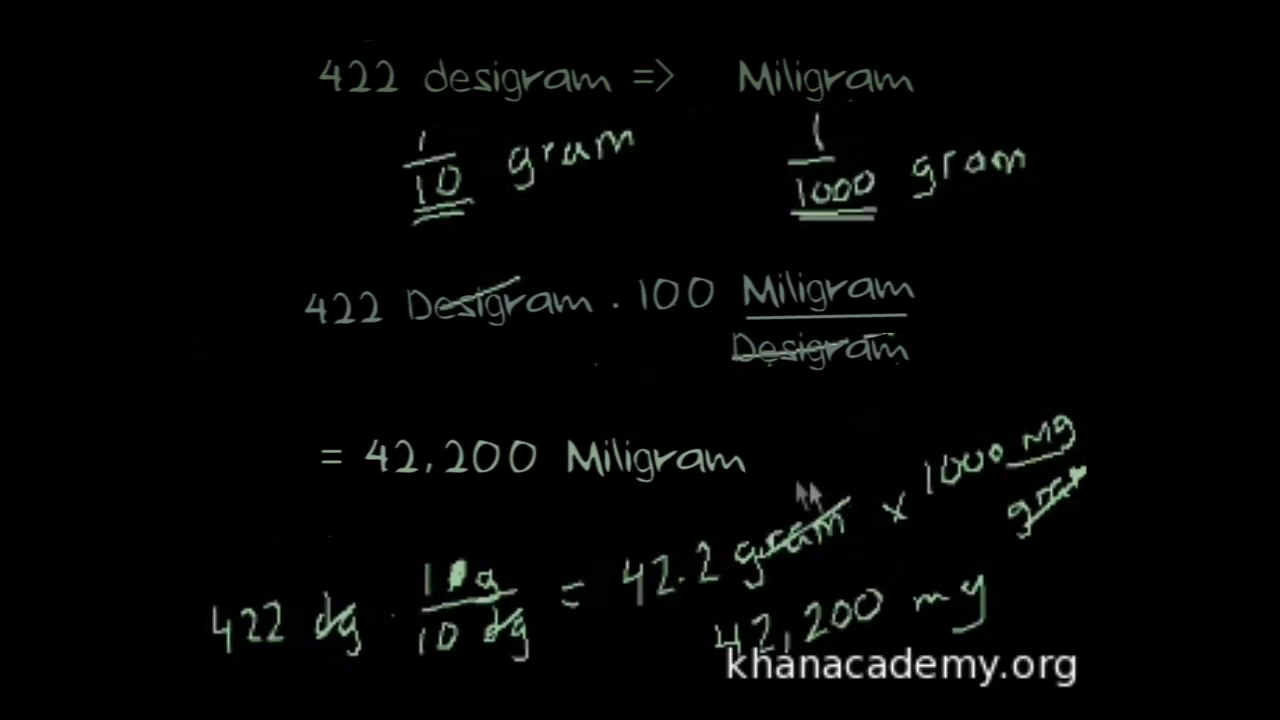 422 desigram => Miligram
1/10 gram 1/1000 gram
422 Desigram . 100 Miligram/Desigram
= 42,200 Miligram
422 dg . 1 g/10 dg = 42.2 gram x 1000 mg/gram
42,200 mg
khanacademy.org